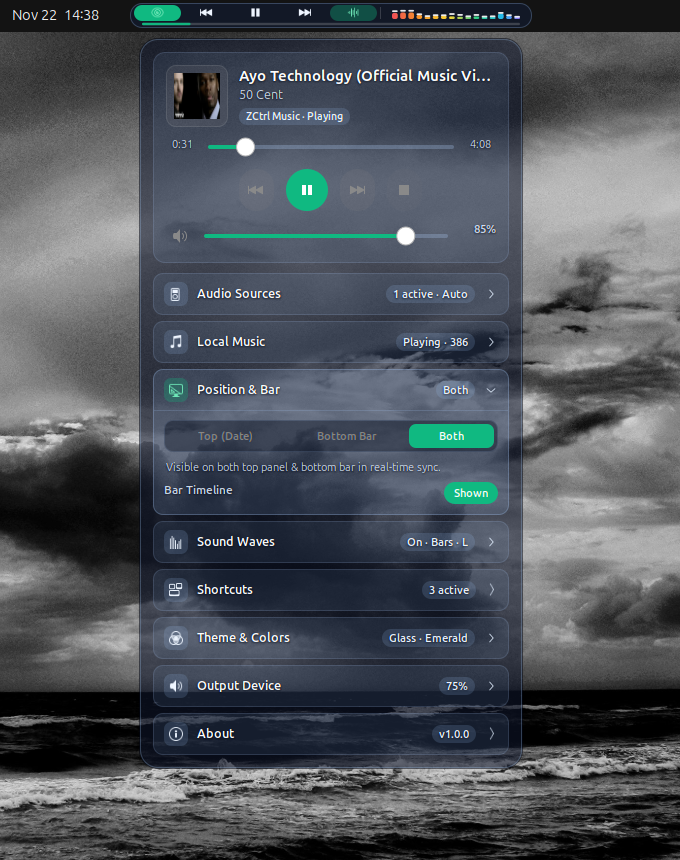 Nov 22 14:38
Ayo Technology (Official Music Vi...
50 Cent
ZCtrl Music · Playing
0:31
4:08
85%
Audio Sources
1 active · Auto
Local Music
Playing · 386
Position & Bar
Both
Top (Date)
Bottom Bar
Both
Visible on both top panel & bottom bar in real-time sync.
Bar Timeline
Shown
Sound Waves
On · Bars · L
Shortcuts
3 active
Theme & Colors
Glass · Emerald
Output Device
75%
About
v1.0.0